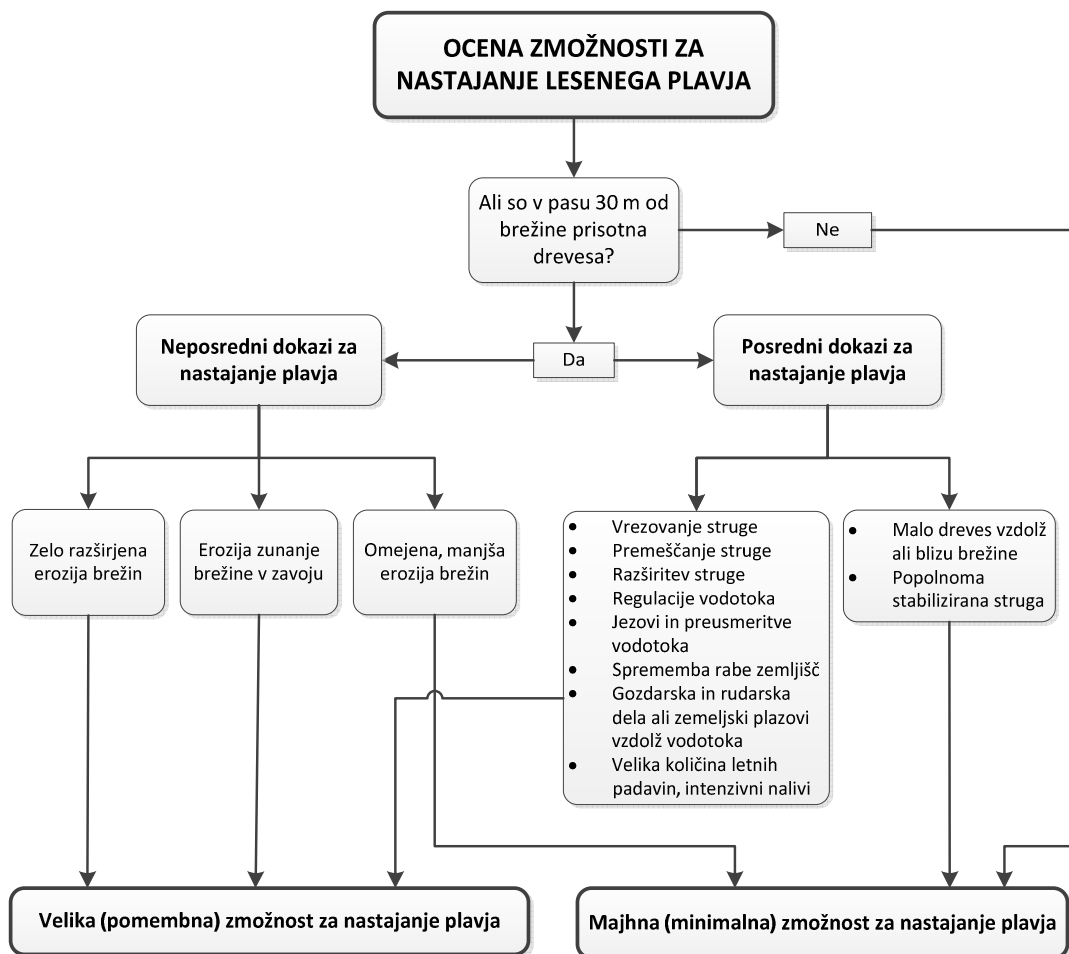 OCENA ZMOŽNOSTI ZA
NASTAJANJE LESENEGA PLAVJA
Ali so v pasu 30 m od
brežine prisotna
drevesa?
Ne
Da
Neposredni dokazi za
nastajanje plavja
Posredni dokazi za
nastajanje plavja
Zelo razširjena
erozija brežin
Erozija zunanje
brežine v zavoju
Omejena, manjša
erozija brežin
• Vrezovanje struge
• Premeščanje struge
• Razširitev struge
• Regulacije vodotoka
• Jezovi in preusmeritve
vodotoka
• Sprememba rabe zemljišč
• Gozdarska in rudarska
dela ali zemeljski plazovi
vzdolž vodotoka
• Velika količina letnih
padavin, intenzivni nalivi
• Malo dreves vzdolž
ali blizu brežine
• Popolnoma
stabilizirana struga
Velika (pomembna) zmožnost za nastajanje plavja
Majhna (minimalna) zmožnost za nastajanje plavja